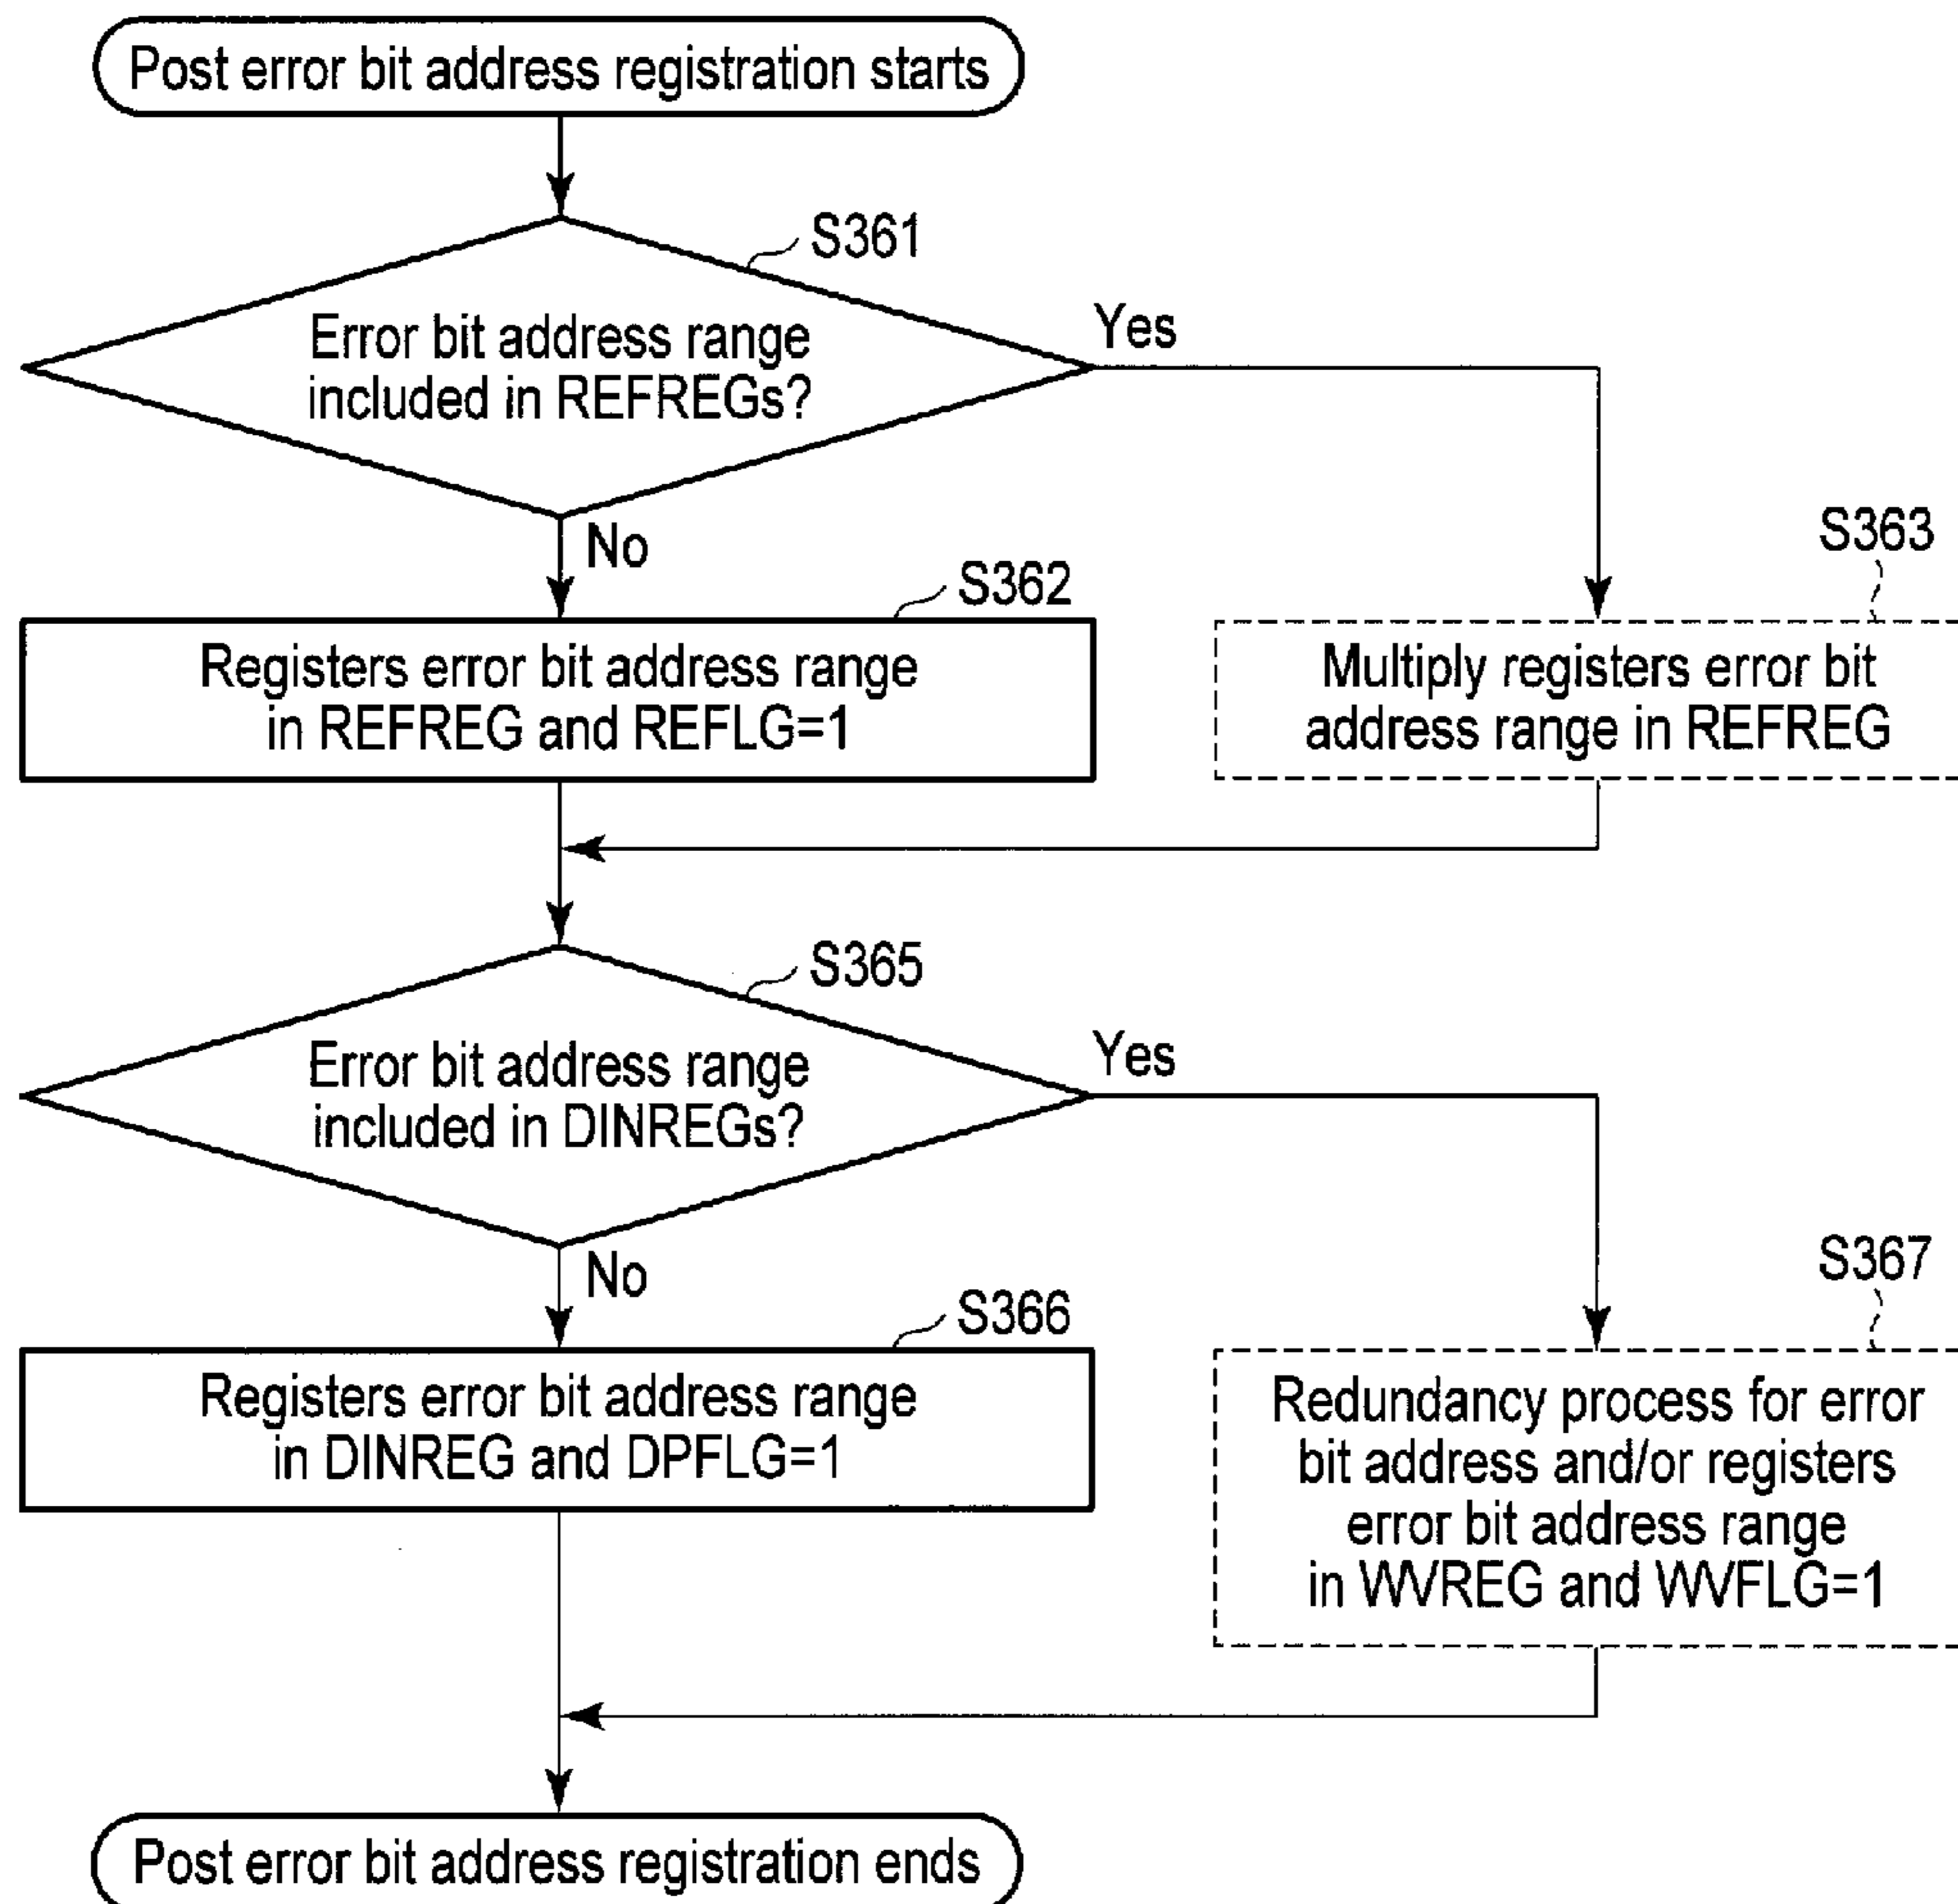 Post error bit address registration starts
S361
Error bit address range
included in REFREGs?
Yes
No
S362
Registers error bit address range
in REFREG and REFLG=1
S363
Multiply registers error bit
address range in REFREG
S365
Error bit address range
included in DINREGs?
Yes
No
S366
Registers error bit address range
in DINREG and DPFLG=1
S367
Redundancy process for error
bit address and/or registers
error bit address range
in WVREG and WVFLG=1
Post error bit address registration ends